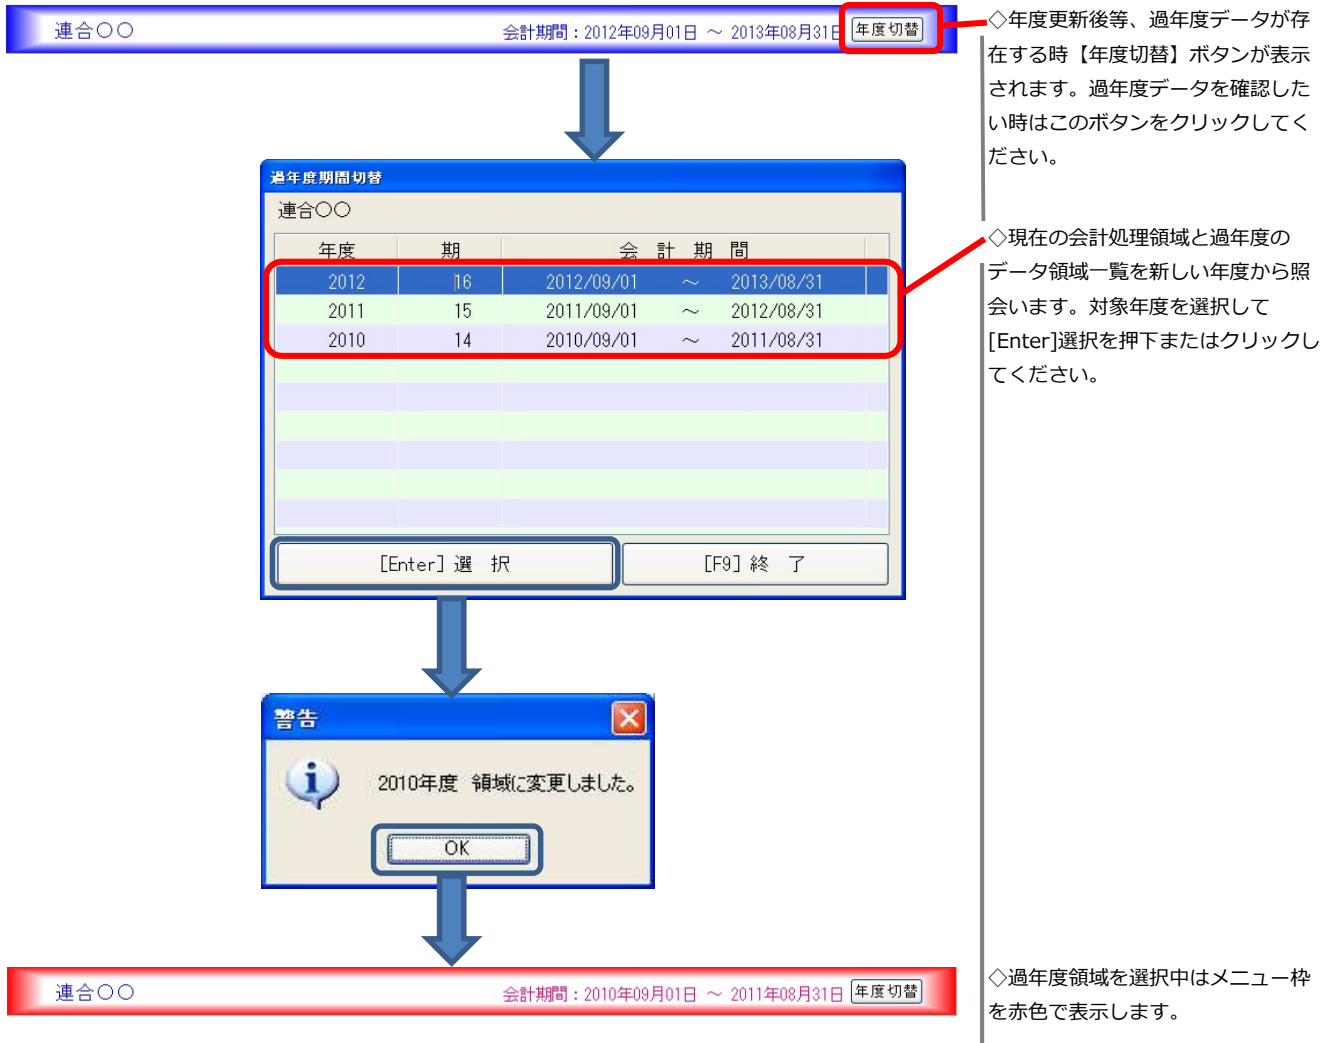 連合〇〇 会計期間：2012年09月01日 ～ 2013年08月31日 年度切替
◇年度更新後等、過年度データが存
在する時【年度切替】ボタンが表示
されます。過年度データを確認した
い時はこのボタンをクリックしてく
ださい。
過年度期間切替
連合〇〇
年度 期 会 計 期 間
2012 16 2012/09/01 ～ 2013/08/31
2011 15 2011/09/01 ～ 2012/08/31
2010 14 2010/09/01 ～ 2011/08/31
[Enter] 選 択 [F9] 終 了
◇現在の会計処理領域と過年度の
データ領域一覧を新しい年度から照
会います。対象年度を選択して
[Enter]選択を押下またはクリックし
てください。
警告
2010年度 領域に変更しました。
OK
連合〇〇 会計期間：2010年09月01日 ～ 2011年08月31日 年度切替
◇過年度領域を選択中はメニュー枠
を赤色で表示します。